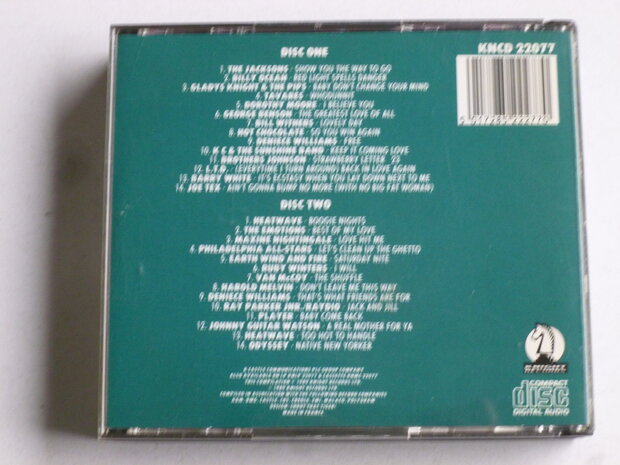 DISC ONE
KNCD 22077
1. THE JACKSONS · SHOW YOU THE WAY TO GO
2. BILLY OCEAN · RED LIGHT SPELLS DANGER
3. GLADYS KNIGHT & THE PIPS · BABY DON'T CHANGE YOUR MIND
4. TAVARES · WHODUNNIT
5. DOROTHY MOORE · I BELIEVE YOU
6. GEORGE BENSON · THE GREATEST LOVE OF ALL
7. BILL WITHERS · LOVELY DAY
8. HOT CHOCOLATE · SO YOU WIN AGAIN
9. DENIECE WILLIAMS · FREE
10. K C & THE SUNSHINE BAND · KEEP IT COMING LOVE
11. BROTHERS JOHNSON · STRAWBERRY LETTER 23
12. L.T.D. · (EVERYTIME I TURN AROUND) BACK IN LOVE AGAIN
13. BARRY WHITE · IT'S ECSTASY WHEN YOU LAY DOWN NEXT TO ME
14. JOE TEX · AIN'T GONNA BUMP NO MORE (WITH NO BIG FAT WOMAN)
DISC TWO
1. HEATWAVE · BOOGIE NIGHTS
2. THE EMOTIONS · BEST OF MY LOVE
3. MAXINE NIGHTINGALE · LOVE HIT ME
4. PHILADELPHIA ALL-STARS · LET'S CLEAN UP THE GHETTO
5. EARTH WIND AND FIRE · SATURDAY NITE
6. RUBY WINTERS · I WILL
7. VAN McCOY · THE SHUFFLE
8. HAROLD MELVIN · DON'T LEAVE ME THIS WAY
9. DENIECE WILLIAMS · THAT'S WHAT FRIENDS ARE FOR
10. RAY PARKER JNR./RAYDIO · JACK AND JILL
11. PLAYER · BABY COME BACK
12. JOHNNY GUITAR WATSON · A REAL MOTHER FOR YA
13. HEATWAVE · TOO HOT TO HANDLE
14. ODYSSEY · NATIVE NEW YORKER
A CASTLE COMMUNICATIONS PLC GROUP COMPANY
MADE IN FRANCE
KNIGHT
COMPACT
disc
DIGITAL AUDIO